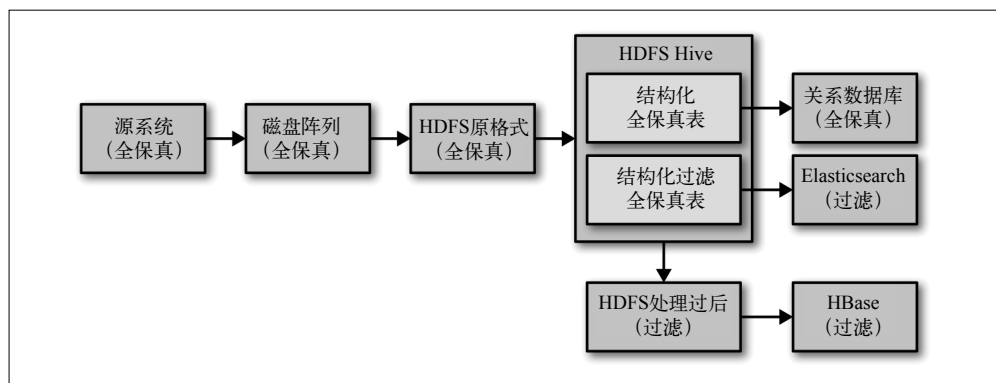 HDFS Hive
源系统
（全保真）
磁盘阵列
（全保真）
HDFS原格式
（全保真）
结构化
全保真表
关系数据库
（全保真）
结构化过滤
全保真表
Elasticsearch
（过滤）
HDFS处理过后
（过滤）
HBase
（过滤）